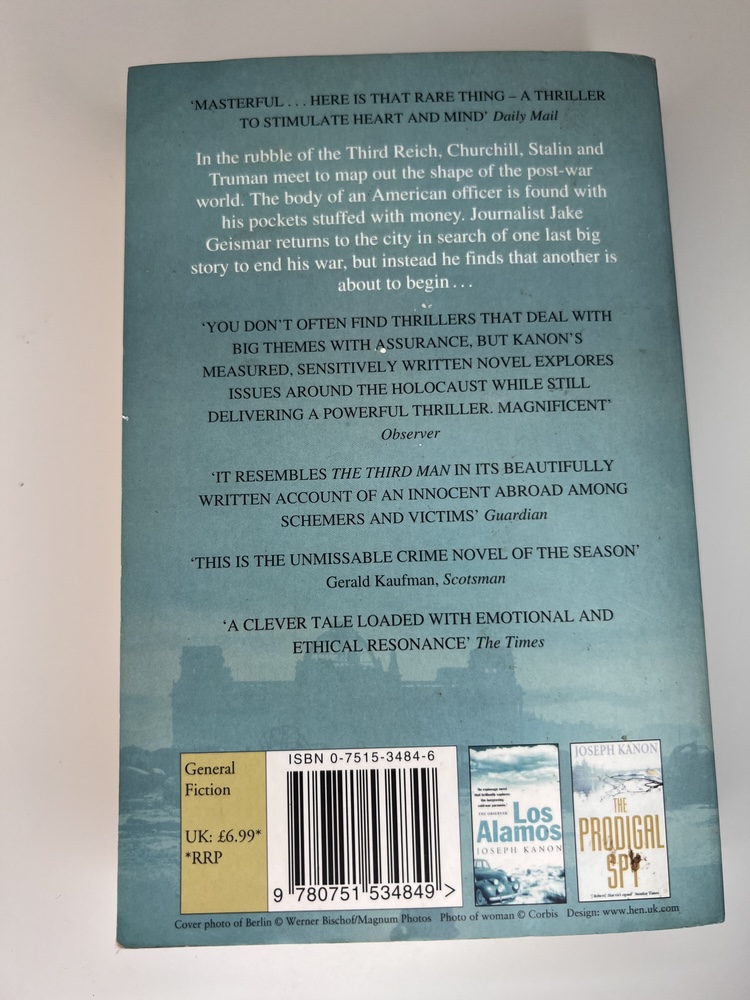 ‘MASTERFUL . . . HERE IS THAT RARE THING – A THRILLER
TO STIMULATE HEART AND MIND’ Daily Mail
In the rubble of the Third Reich, Churchill, Stalin and
Truman meet to map out the shape of the post-war
world. The body of an American officer is found with
his pockets stuffed with money. Journalist Jake
Geismar returns to the city in search of one last big
story to end his war, but instead he finds that another is
about to begin . . .
‘YOU DON’T OFTEN FIND THRILLERS THAT DEAL WITH
BIG THEMES WITH ASSURANCE, BUT KANON’S
MEASURED, SENSITIVELY WRITTEN NOVEL EXPLORES
ISSUES AROUND THE HOLOCAUST WHILE STILL
DELIVERING A POWERFUL THRILLER. MAGNIFICENT’
Observer
‘IT RESEMBLES THE THIRD MAN IN ITS BEAUTIFULLY
WRITTEN ACCOUNT OF AN INNOCENT ABROAD AMONG
SCHEMERS AND VICTIMS’ Guardian
‘THIS IS THE UNMISSABLE CRIME NOVEL OF THE SEASON’
Gerald Kaufman, Scotsman
‘A CLEVER TALE LOADED WITH EMOTIONAL AND
ETHICAL RESONANCE’ The Times
General
Fiction
UK: £6.99*
*RRP
ISBN 0-7515-3484-6
9 780751 534849 >
THE OBSERVER
Los
Alamos
JOSEPH KANON
JOSEPH KANON
THE
PRODIGAL
SPY
Sunday Times
Cover photo of Berlin © Werner Bischof/Magnum Photos Photo of woman © Corbis Design: www.hen.uk.com